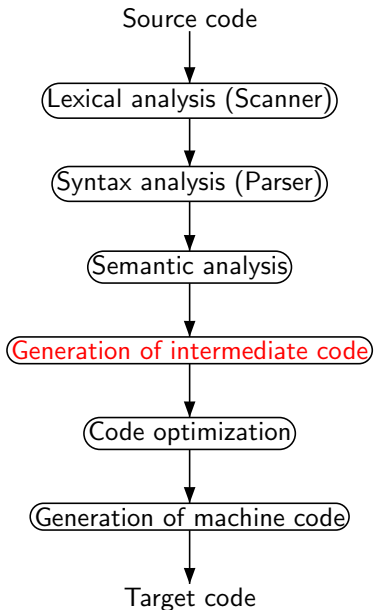 Source code
Lexical analysis (Scanner)
Syntax analysis (Parser)
Semantic analysis
Generation of intermediate code
Code optimization
Generation of machine code
Target code